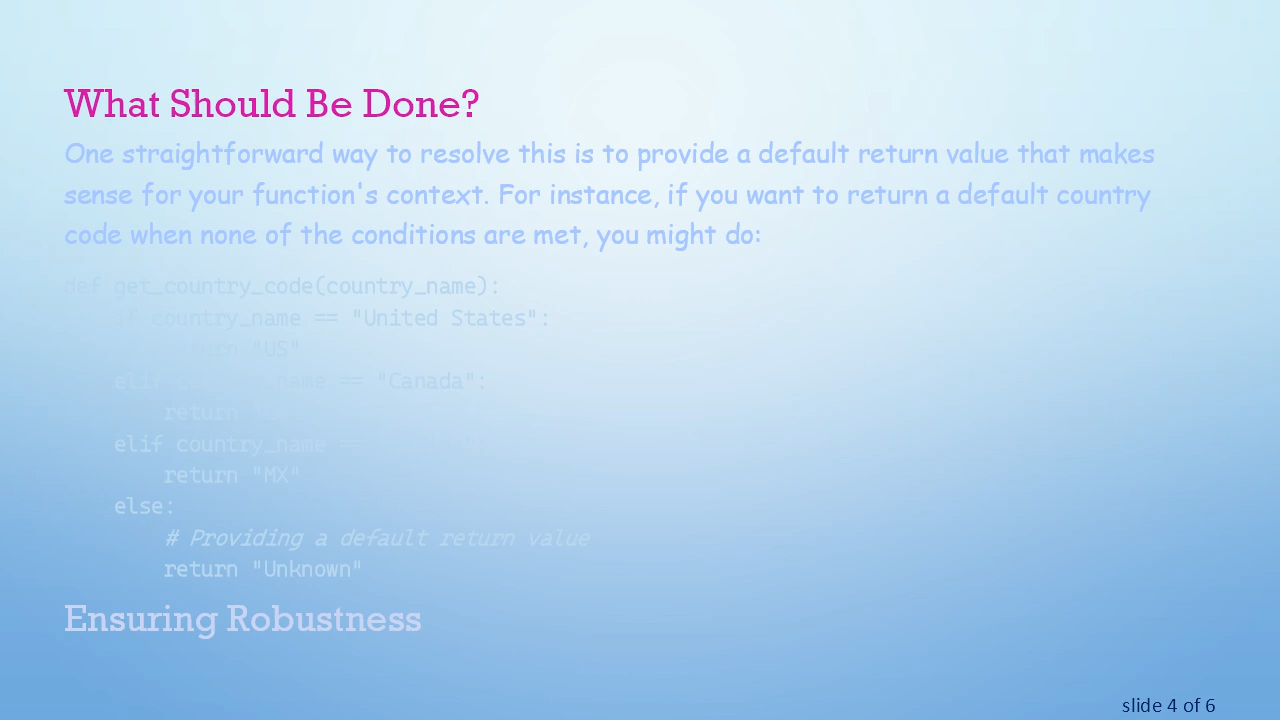 What Should Be Done?
One straightforward way to resolve this is to provide a default return value that makes
sense for your function's context. For instance, if you want to return a default country
code when none of the conditions are met, you might do:
def get_country_code(country_name):
    if country_name == "United States":
        return "US"
    elif country_name == "Canada":
        return
    elif country_name ==
        return "MX"
    else:
        # Providing a default return value
        return "Unknown"
Ensuring Robustness
slide 4 of 6